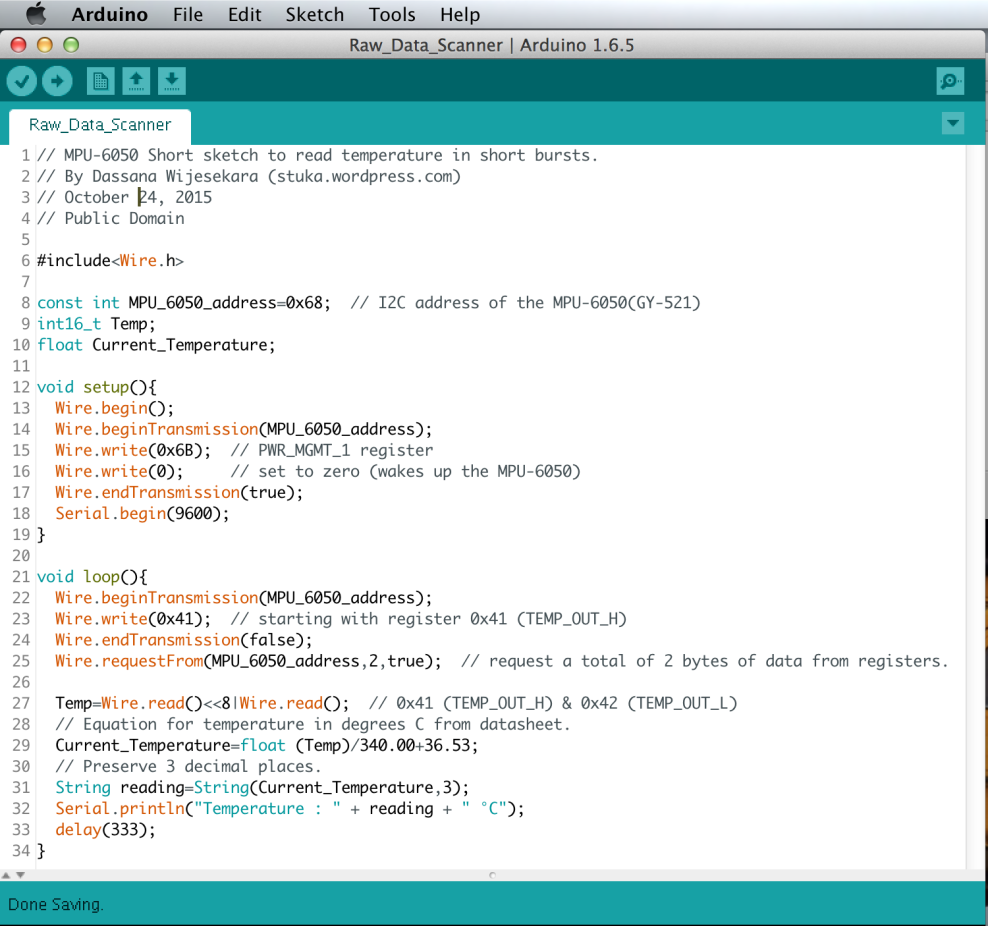 Arduino File Edit Sketch Tools Help
Raw_Data_Scanner | Arduino 1.6.5
Raw_Data_Scanner
1 // MPU-6050 Short sketch to read temperature in short bursts.
2 // By Dassana Wijesekara (stuka.wordpress.com)
3 // October 24, 2015
4 // Public Domain
5
6 #include<Wire.h>
7
8 const int MPU_6050_address=0x68;  // I2C address of the MPU-6050(GY-521)
9 int16_t Temp;
10 float Current_Temperature;
11
12 void setup(){
13   Wire.begin();
14   Wire.beginTransmission(MPU_6050_address);
15   Wire.write(0x6B);  // PWR_MGMT_1 register
16   Wire.write(0);     // set to zero (wakes up the MPU-6050)
17   Wire.endTransmission(true);
18   Serial.begin(9600);
19 }
20
21 void loop(){
22   Wire.beginTransmission(MPU_6050_address);
23   Wire.write(0x41);  // starting with register 0x41 (TEMP_OUT_H)
24   Wire.endTransmission(false);
25   Wire.requestFrom(MPU_6050_address,2,true);  // request a total of 2 bytes of data from registers.
26
27   Temp=Wire.read()<<8|Wire.read();  // 0x41 (TEMP_OUT_H) & 0x42 (TEMP_OUT_L)
28   // Equation for temperature in degrees C from datasheet.
29   Current_Temperature=float (Temp)/340.00+36.53;
30   // Preserve 3 decimal places.
31   String reading=String(Current_Temperature,3);
32   Serial.println("Temperature : " + reading + " °C");
33   delay(333);
34 }
Done Saving.